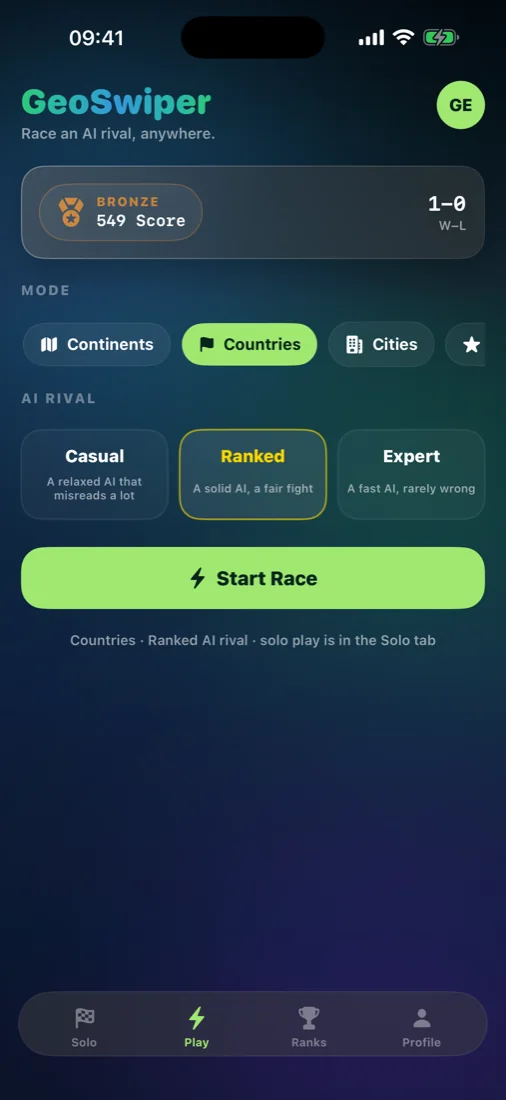 09:41
GeoSwiper
GE
Race an AI rival, anywhere.
BRONZE
549 Score
1–0
W–L
MODE
Continents
Countries
Cities
AI RIVAL
Casual
A relaxed AI that
misreads a lot
Ranked
A solid AI, a fair fight
Expert
A fast AI, rarely wrong
Start Race
Countries · Ranked AI rival · solo play is in the Solo tab
Solo
Play
Ranks
Profile